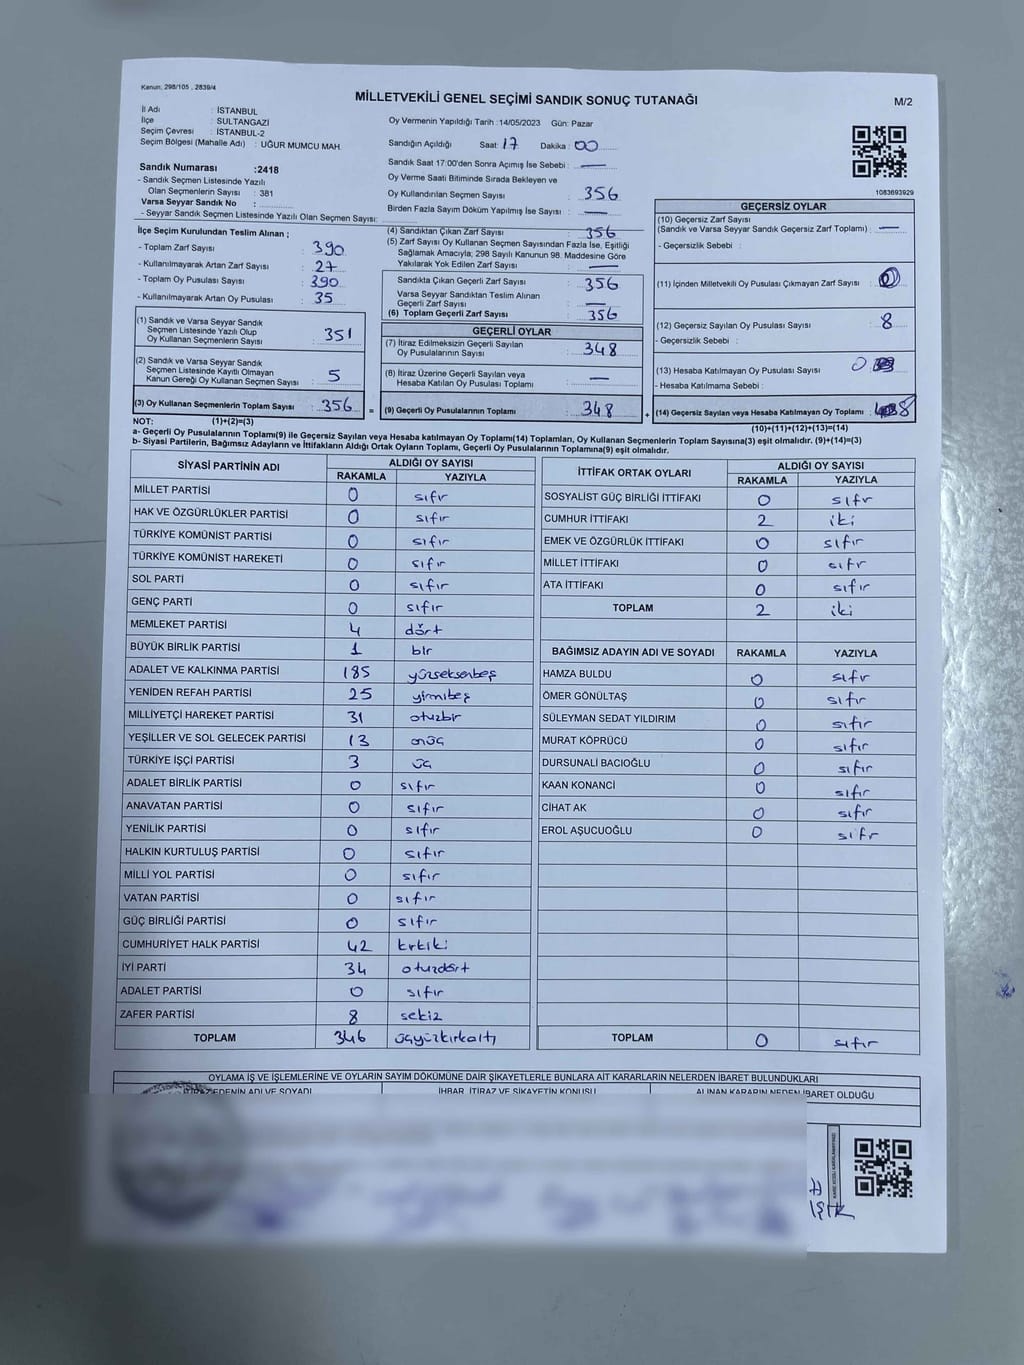 Kanun, 298/105 , 2839/4
MİLLETVEKİLİ GENEL SEÇİMİ SANDIK SONUÇ TUTANAĞI
M/2
İl Adı : İSTANBUL
İlçe : SULTANGAZİ
Seçim Çevresi : İSTANBUL-2
Seçim Bölgesi (Mahalle Adı) : UĞUR MUMCU MAH.
Sandık Numarası :2418
- Sandık Seçmen Listesinde Yazılı
Olan Seçmenlerin Sayısı : 381
Varsa Seyyar Sandık No :
- Seyyar Sandık Seçmen Listesinde Yazılı Olan Seçmen Sayısı:
Oy Vermenin Yapıldığı Tarih :14/05/2023 Gün: Pazar
Sandığın Açıldığı Saat: 17 Dakika : 00
Sandık Saat 17:00'den Sonra Açımış İse Sebebi : —
Oy Verme Saati Bitiminde Sırada Bekleyen ve
Oy Kullandırılan Seçmen Sayısı : 356
Birden Fazla Sayım Döküm Yapılmış İse Sayısı : —
1083693929
İlçe Seçim Kurulundan Teslim Alınan ;
- Toplam Zarf Sayısı : 390
- Kullanılmayarak Artan Zarf Sayısı : 27
- Toplam Oy Pusulası Sayısı : 390
- Kullanılmayarak Artan Oy Pusulası : 35
(1) Sandık ve Varsa Seyyar Sandık
Seçmen Listesinde Yazılı Olup
Oy Kullanan Seçmenlerin Sayısı : 351
(2) Sandık ve Varsa Seyyar Sandık
Seçmen Listesinde Kayıtlı Olmayan
Kanun Gereği Oy Kullanan Seçmen Sayısı : 5
(3) Oy Kullanan Seçmenlerin Toplam Sayısı : 356 =
(4) Sandıktan Çıkan Zarf Sayısı : 356
(5) Zarf Sayısı Oy Kullanan Seçmen Sayısından Fazla İse, Eşitliği
Sağlamak Amacıyla; 298 Sayılı Kanunun 98. Maddesine Göre
Yakılarak Yok Edilen Zarf Sayısı : —
Sandıkta Çıkan Geçerli Zarf Sayısı : 356
Varsa Seyyar Sandıktan Teslim Alınan
Geçerli Zarf Sayısı : —
(6) Toplam Geçerli Zarf Sayısı : 356
GEÇERLİ OYLAR
(7) İtiraz Edilmeksizin Geçerli Sayılan
Oy Pusulalarının Sayısı : 348
(8) İtiraz Üzerine Geçerli Sayılan veya
Hesaba Katılan Oy Pusulası Toplamı : —
(9) Geçerli Oy Pusulalarının Toplamı : 348 +
GEÇERSİZ OYLAR
(10) Geçersiz Zarf Sayısı
(Sandık ve Varsa Seyyar Sandık Geçersiz Zarf Toplamı) : —
- Geçersizlik Sebebi :
(11) İçinden Milletvekili Oy Pusulası Çıkmayan Zarf Sayısı : 0
(12) Geçersiz Sayılan Oy Pusulası Sayısı : 8
- Geçersizlik Sebebi :
(13) Hesaba Katılmayan Oy Pusulası Sayısı : 0
- Hesaba Katılmama Sebebi :
(14) Geçersiz Sayılan veya Hesaba Katılmayan Oy Toplamı : 8
(10)+(11)+(12)+(13)=(14)
NOT: (1)+(2)=(3)
a- Geçerli Oy Pusulalarının Toplamı(9) ile Geçersiz Sayılan veya Hesaba katılmayan Oy Toplamı(14) Toplamları, Oy Kullanan Seçmenlerin Toplam Sayısına(3) eşit olmalıdır. (9)+(14)=(3)
b- Siyasi Partilerin, Bağımsız Adayların ve İttifakların Aldığı Ortak Oyların Toplamı, Geçerli Oy Pusulalarının Toplamına(9) eşit olmalıdır.
SİYASİ PARTİNİN ADI ALDIĞI OY SAYISI
RAKAMLA YAZIYLA
MİLLET PARTİSİ 0 sıfır
HAK VE ÖZGÜRLÜKLER PARTİSİ 0 sıfır
TÜRKİYE KOMÜNİST PARTİSİ 0 sıfır
TÜRKİYE KOMÜNİST HAREKETİ 0 sıfır
SOL PARTİ 0 sıfır
GENÇ PARTİ 0 sıfır
MEMLEKET PARTİSİ 4 dört
BÜYÜK BİRLİK PARTİSİ 1 bir
ADALET VE KALKINMA PARTİSİ 185 yüzseksenbeş
YENİDEN REFAH PARTİSİ 25 yirmibeş
MİLLİYETÇİ HAREKET PARTİSİ 31 otuzbir
YEŞİLLER VE SOL GELECEK PARTİSİ 13 onüç
TÜRKİYE İŞÇİ PARTİSİ 3 üç
ADALET BİRLİK PARTİSİ 0 sıfır
ANAVATAN PARTİSİ 0 sıfır
YENİLİK PARTİSİ 0 sıfır
HALKIN KURTULUŞ PARTİSİ 0 sıfır
MİLLİ YOL PARTİSİ 0 sıfır
VATAN PARTİSİ 0 sıfır
GÜÇ BİRLİĞİ PARTİSİ 0 sıfır
CUMHURİYET HALK PARTİSİ 42 kırkiki
İYİ PARTİ 34 otuzdört
ADALET PARTİSİ 0 sıfır
ZAFER PARTİSİ 8 sekiz
TOPLAM 346 üçyüzkırkaltı
İTTİFAK ORTAK OYLARI ALDIĞI OY SAYISI
RAKAMLA YAZIYLA
SOSYALİST GÜÇ BİRLİĞİ İTTİFAKI 0 sıfır
CUMHUR İTTİFAKI 2 iki
EMEK VE ÖZGÜRLÜK İTTİFAKI 0 sıfır
MİLLET İTTİFAKI 0 sıfır
ATA İTTİFAKI 0 sıfır
TOPLAM 2 iki
BAĞIMSIZ ADAYIN ADI VE SOYADI RAKAMLA YAZIYLA
HAMZA BULDU 0 sıfır
ÖMER GÖNÜLTAŞ 0 sıfır
SÜLEYMAN SEDAT YILDIRIM 0 sıfır
MURAT KÖPRÜCÜ 0 sıfır
DURSUNALİ BACIOĞLU 0 sıfır
KAAN KONANCİ 0 sıfır
CİHAT AK 0 sıfır
EROL AŞUCUOĞLU 0 sıfır
TOPLAM 0 sıfır
OYLAMA İŞ VE İŞLEMLERİNE VE OYLARIN SAYIM DÖKÜMÜNE DAİR ŞİKAYETLERLE BUNLARA AİT KARARLARIN NELERDEN İBARET BULUNDUKLARI
İTİRAZ EDENİN ADI VE SOYADI İHBAR, İTİRAZ VE ŞİKAYETİN KONUSU ALINAN KARARIN NEDEN İBARET OLDUĞU